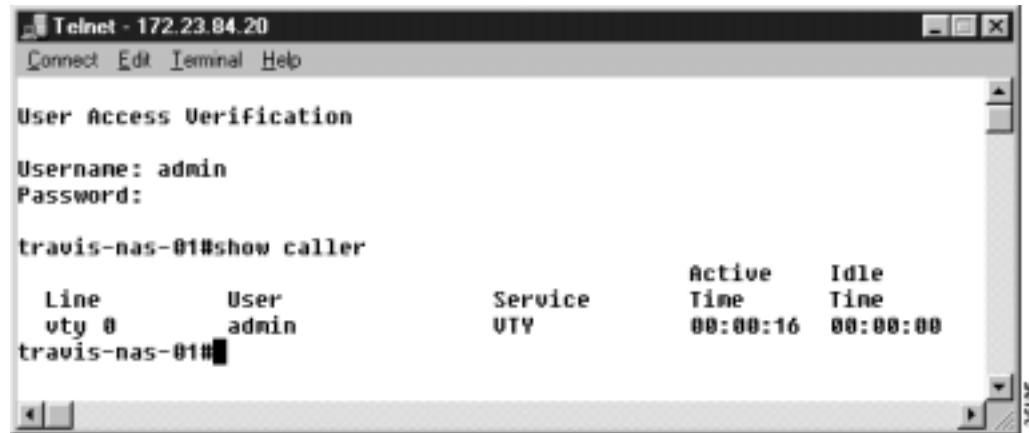 Telnet - 172.23.84.20
Connect Edit Terminal Help
User Access Verification
Username: admin
Password:
travis-nas-01#show caller
Active Idle
Line User Service Time Time
vty 0 admin VTY 00:00:16 00:00:00
travis-nas-01#